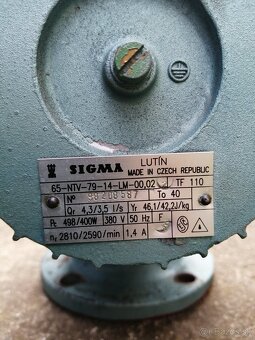 SIGMA LUTÍN
MADE IN CZECH REPUBLIC
65-NTV-79-14-LM-00,02 TF 110
Nº To 40
Qr 4,3/3,5 l/s Yr 46,1/42,2J/kg
Pr 498/400W 380 V 50 Hz F
nr 2810/2590/min 1,4 A